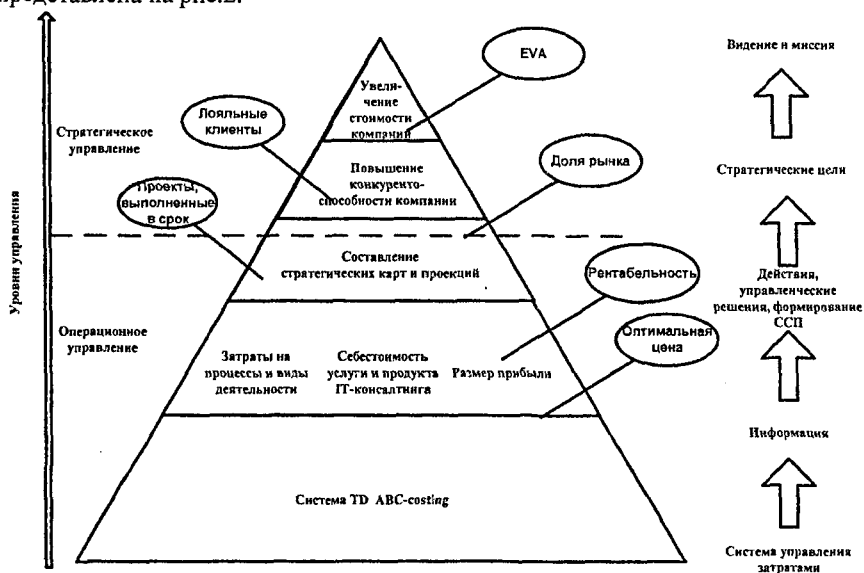 представлена на рис.2.
EVA
Видение и миссия
Увели-
чение
стоимости
компании
Лояльные
клиенты
Стратегическое
управление
Доля рынка
Стратегические цели
Повышение
конкуренто-
способности компании
Проекты,
выполненные
в срок
Уровни управления
Составление
стратегических карт и проекций
Рентабельность
Действия,
управленческие
решения, формирование
ССП
Операционное
управление
Оптимальная
цена
Затраты на
процессы и виды
деятельности
Себестоимость
услуги и продукта
IT-консалтинга
Размер прибыли
Информация
Система TD ABC-costing
Система управления
затратами